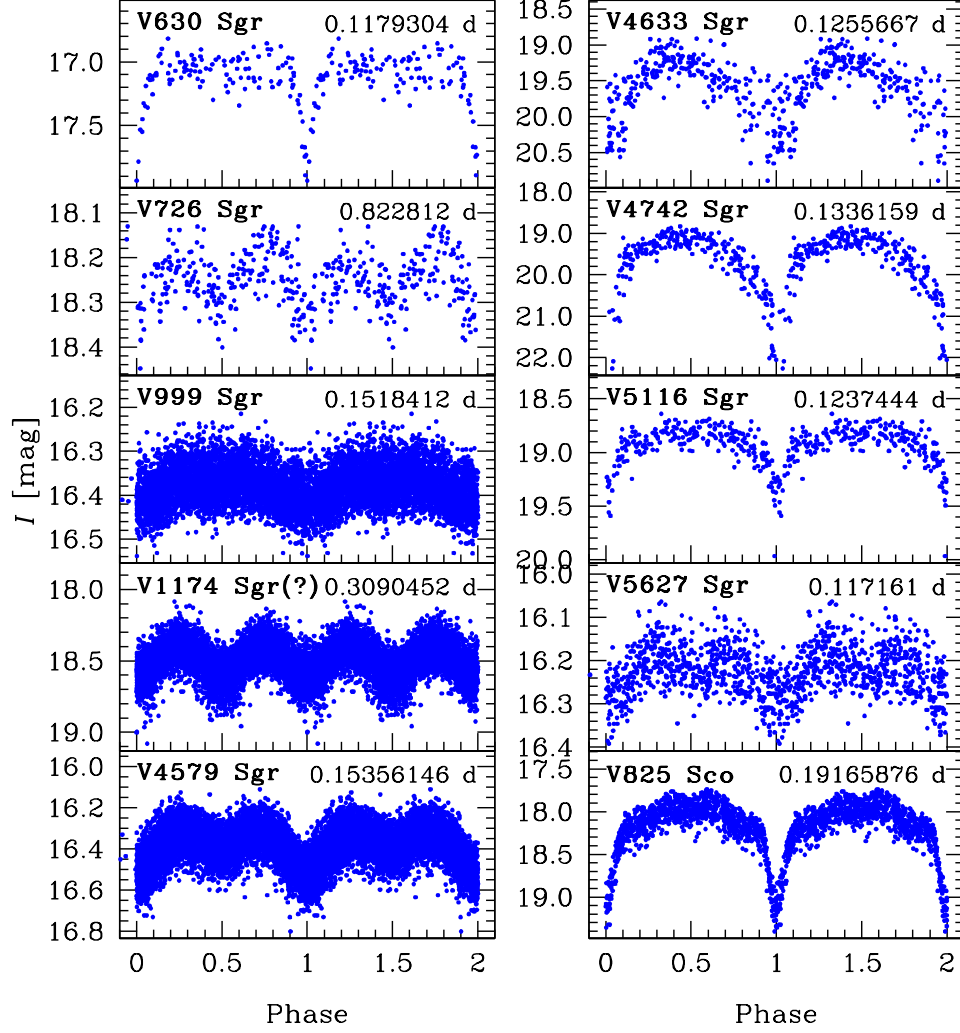 V630 Sgr 0.1179304 d
17.0
17.5
V726 Sgr 0.822812 d
18.1
18.2
18.3
18.4
V999 Sgr 0.1518412 d
16.2
16.3
16.4
16.5
V1174 Sgr(?) 0.3090452 d
18.0
18.5
19.0
V4579 Sgr 0.15356146 d
16.0
16.2
16.4
16.6
16.8
0 0.5 1 1.5 2
Phase
I [mag]
V4633 Sgr 0.1255667 d
18.5
19.0
19.5
20.0
20.5
V4742 Sgr 0.1336159 d
18.0
19.0
20.0
21.0
22.0
V5116 Sgr 0.1237444 d
18.5
19.0
19.5
20.0
V5627 Sgr 0.117161 d
16.0
16.1
16.2
16.3
16.4
V825 Sco 0.19165876 d
17.5
18.0
18.5
19.0
0 0.5 1 1.5 2
Phase